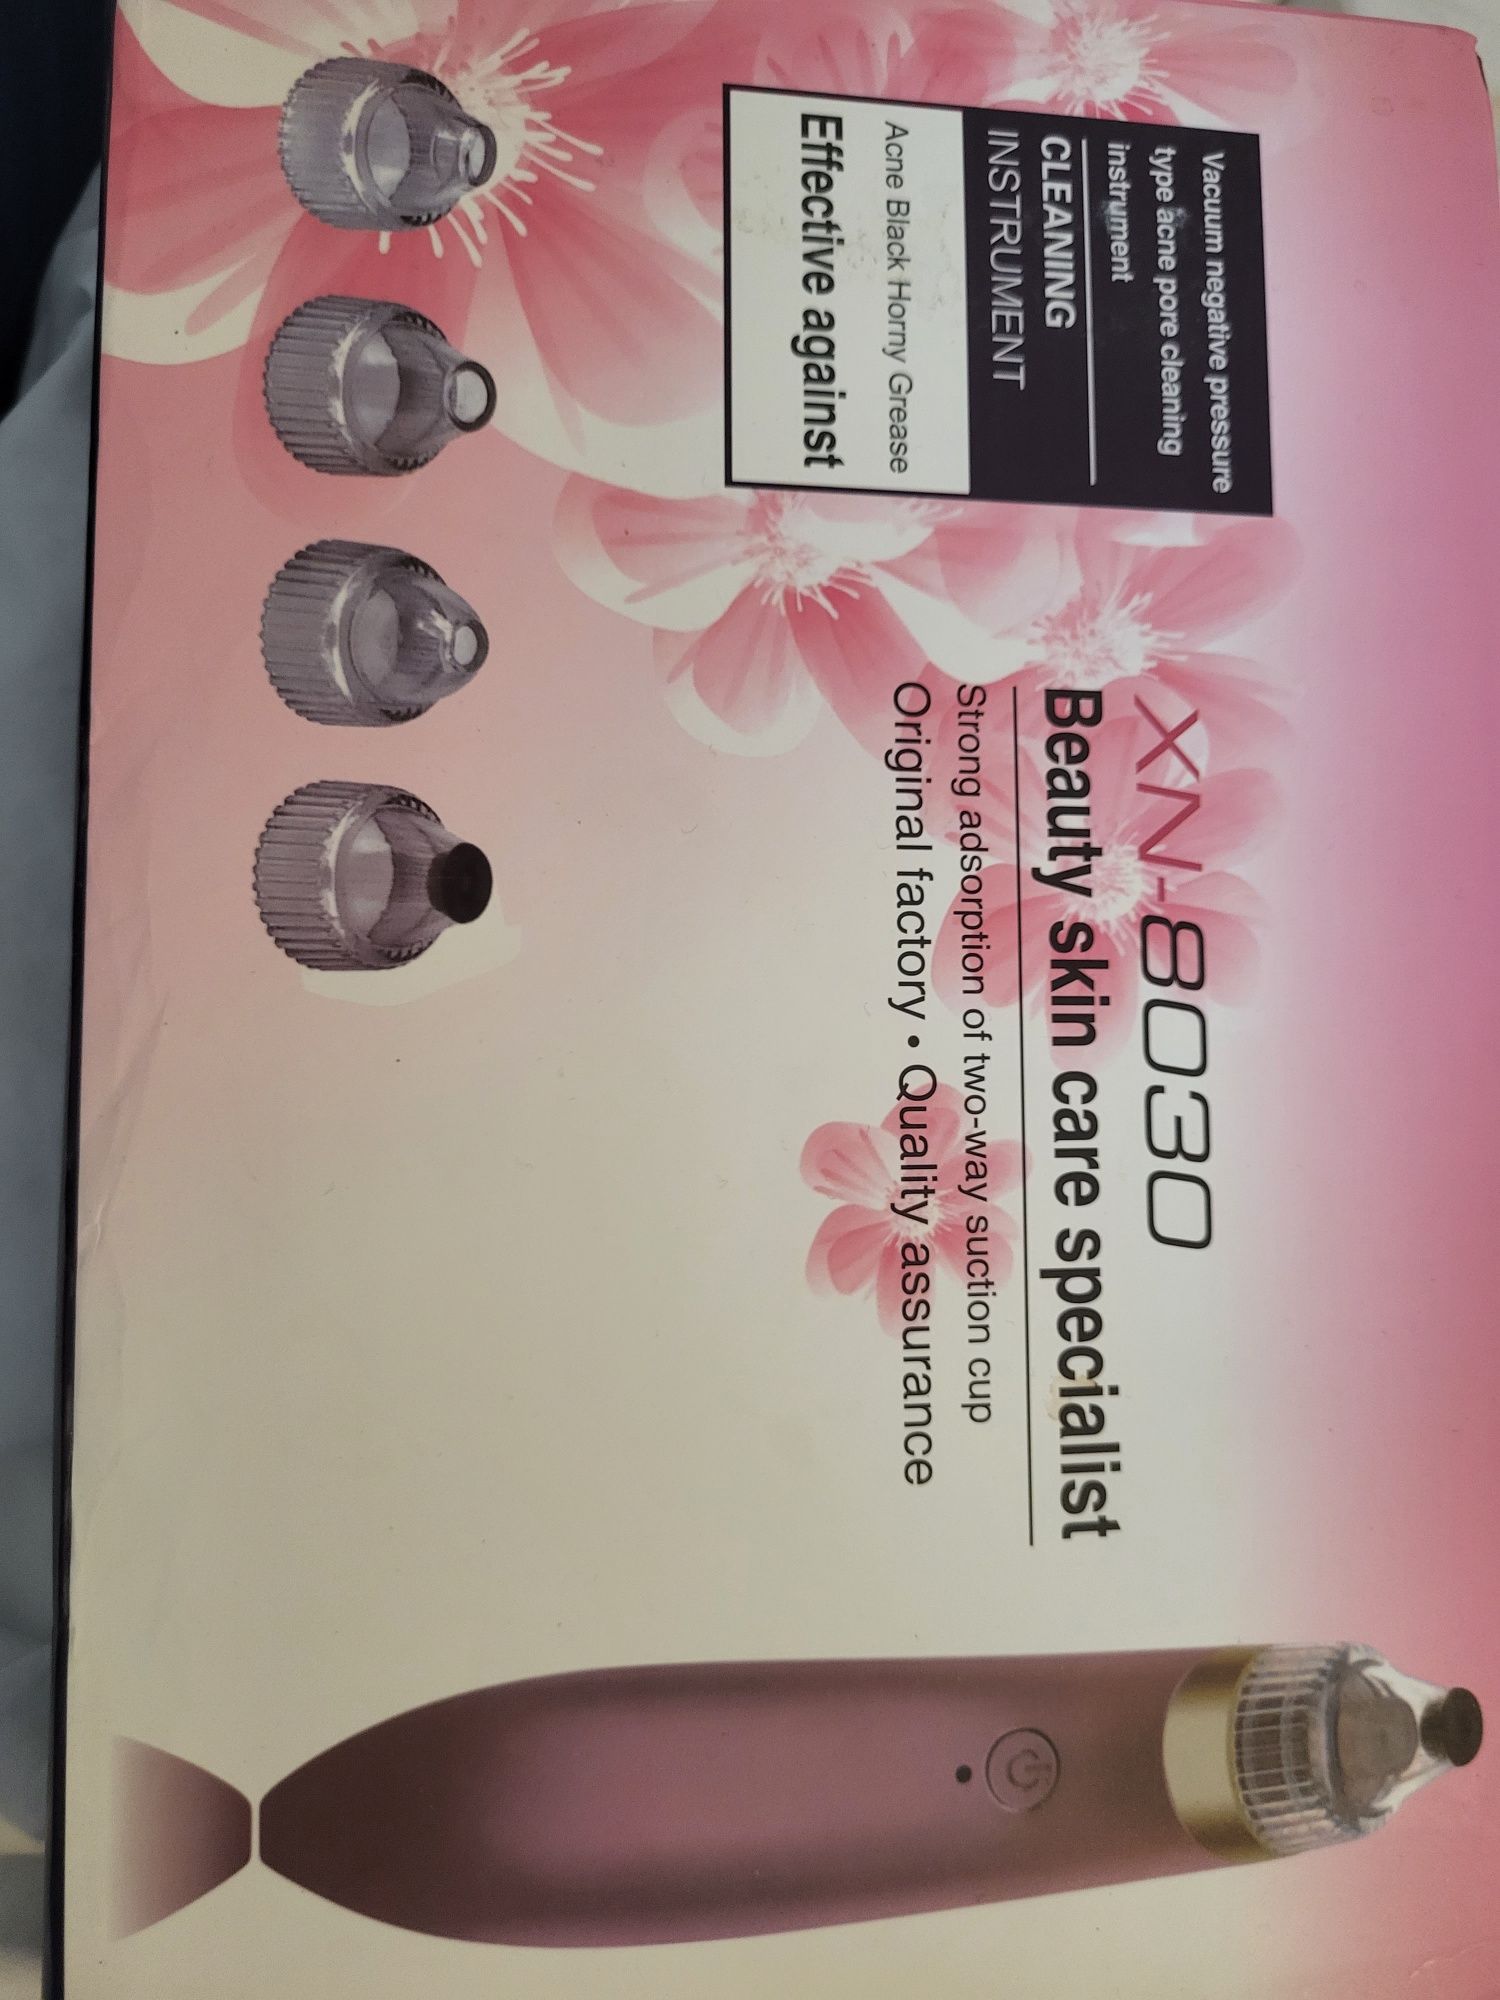 Vacuum negative pressure
type acne pore cleaning
instrument
CLEANING
INSTRUMENT
Acne Black Horny Grease
Effective against
XN-8030
Beauty skin care specialist
Strong adsorption of two-way suction cup
Original factory • Quality assurance